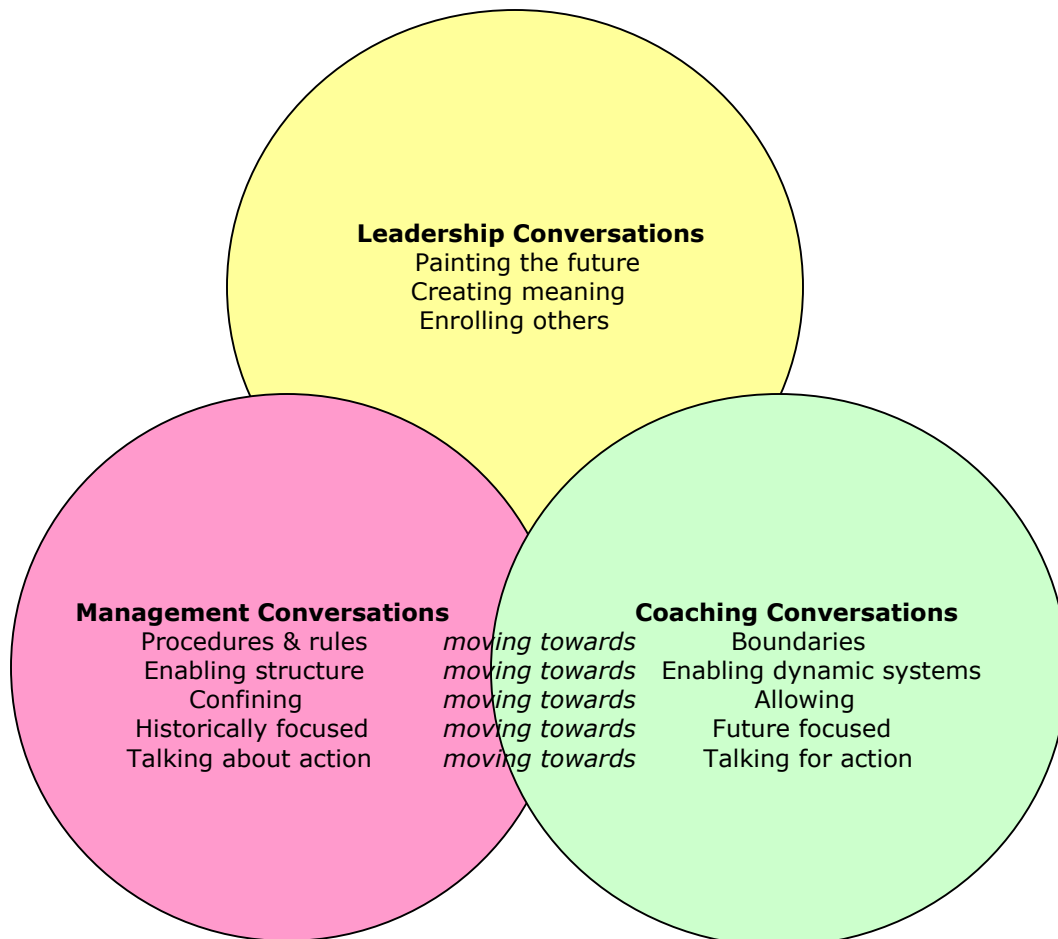 Leadership Conversations
Painting the future
Creating meaning
Enrolling others
Management Conversations Coaching Conversations
Procedures & rules moving towards Boundaries
Enabling structure moving towards Enabling dynamic systems
Confining moving towards Allowing
Historically focused moving towards Future focused
Talking about action moving towards Talking for action